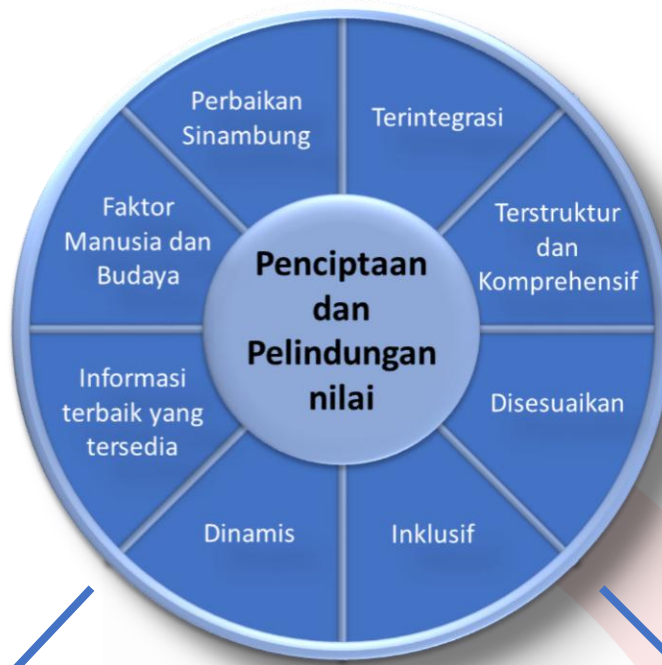 Perbaikan
Sinambung
Terintegrasi
Terstruktur
dan
Komprehensif
Disesuaikan
Inklusif
Dinamis
Informasi
terbaik yang
tersedia
Faktor
Manusia dan
Budaya
Penciptaan
dan
Pelindungan
nilai